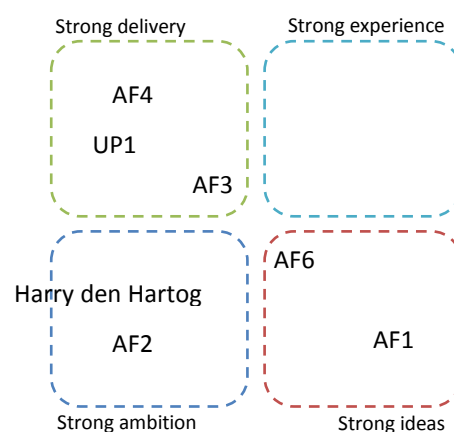 Strong delivery
Strong experience
AF4
UP1
AF3
AF6
Harry den Hartog
AF1
AF2
Strong ambition
Strong ideas